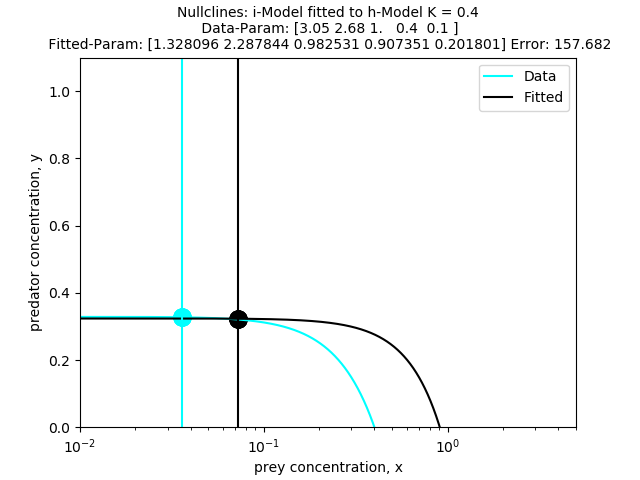 Nullclines: i-Model fitted to h-Model K = 0.4
Data-Param: [3.05 2.68 1.   0.4  0.1 ]
Fitted-Param: [1.328096 2.287844 0.982531 0.907351 0.201801] Error: 157.682
Data
Fitted
1.0
0.8
0.6
0.4
0.2
0.0
predator concentration, y
10⁻²
10⁻¹
10⁰
prey concentration, x